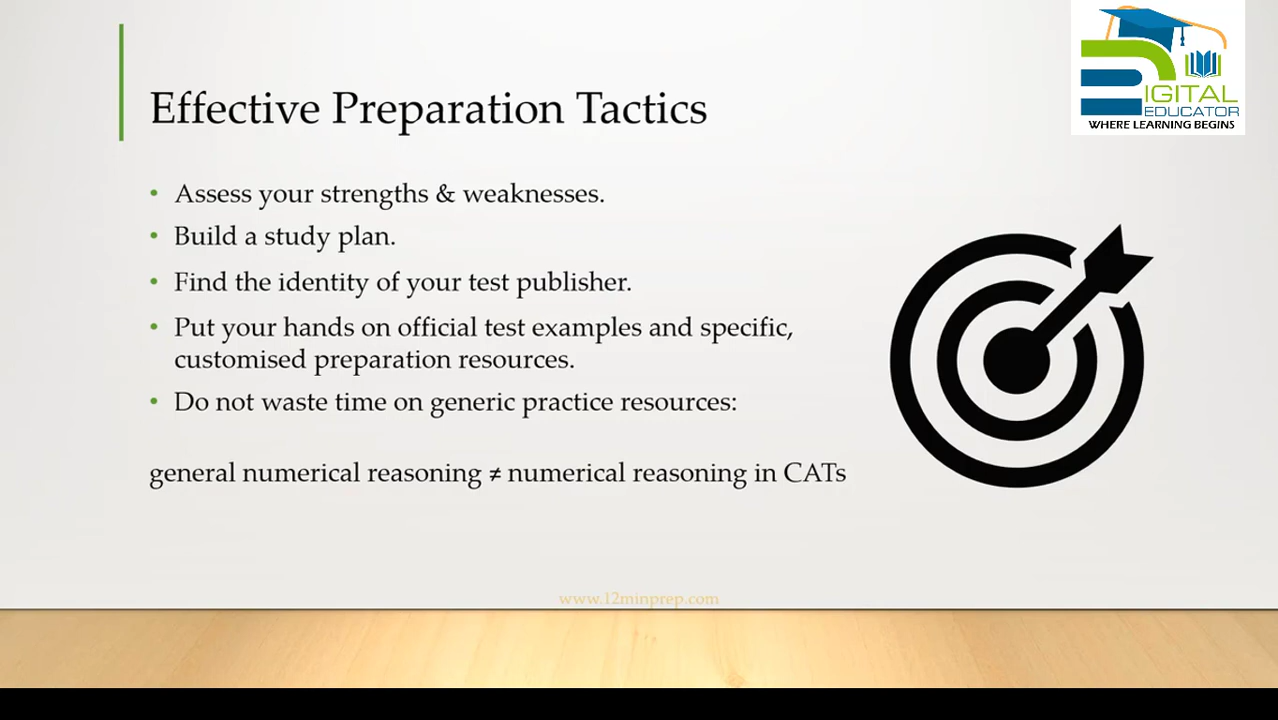 IGITAL
EDUCATOR
WHERE LEARNING BEGINS
Effective Preparation Tactics
• Assess your strengths & weaknesses.
• Build a study plan.
• Find the identity of your test publisher.
• Put your hands on official test examples and specific,
customised preparation resources.
• Do not waste time on generic practice resources:
general numerical reasoning ≠ numerical reasoning in CATs
www.12minprep.com